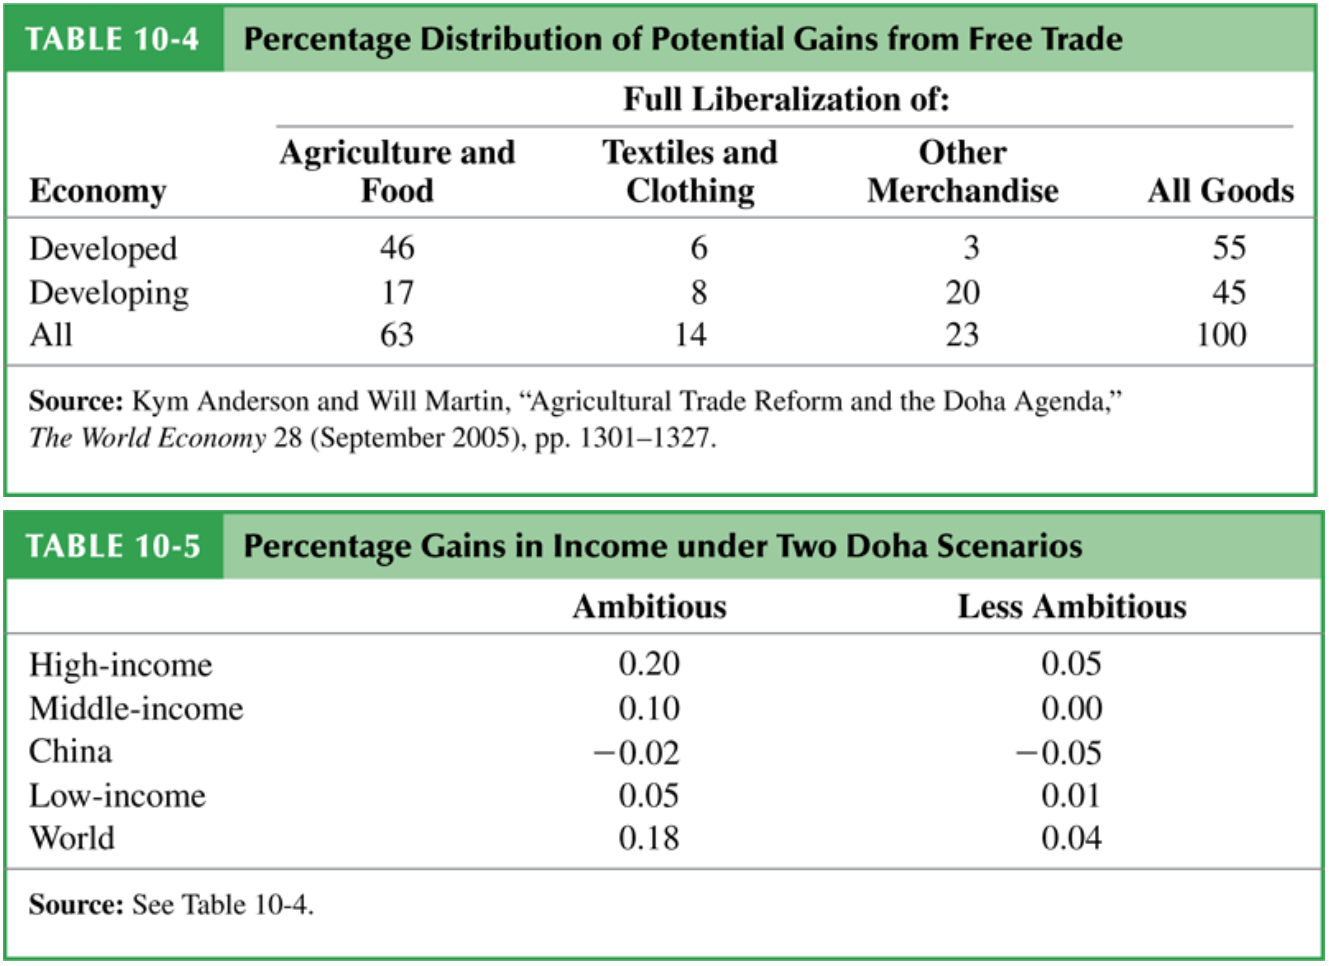 TABLE 10-4 Percentage Distribution of Potential Gains from Free Trade
Full Liberalization of:
Economy Agriculture and Food Textiles and Clothing Other Merchandise All Goods
Developed 46 6 3 55
Developing 17 8 20 45
All 63 14 23 100
Source: Kym Anderson and Will Martin, “Agricultural Trade Reform and the Doha Agenda,”
The World Economy 28 (September 2005), pp. 1301–1327.
TABLE 10-5 Percentage Gains in Income under Two Doha Scenarios
Ambitious Less Ambitious
High-income 0.20 0.05
Middle-income 0.10 0.00
China −0.02 −0.05
Low-income 0.05 0.01
World 0.18 0.04
Source: See Table 10-4.